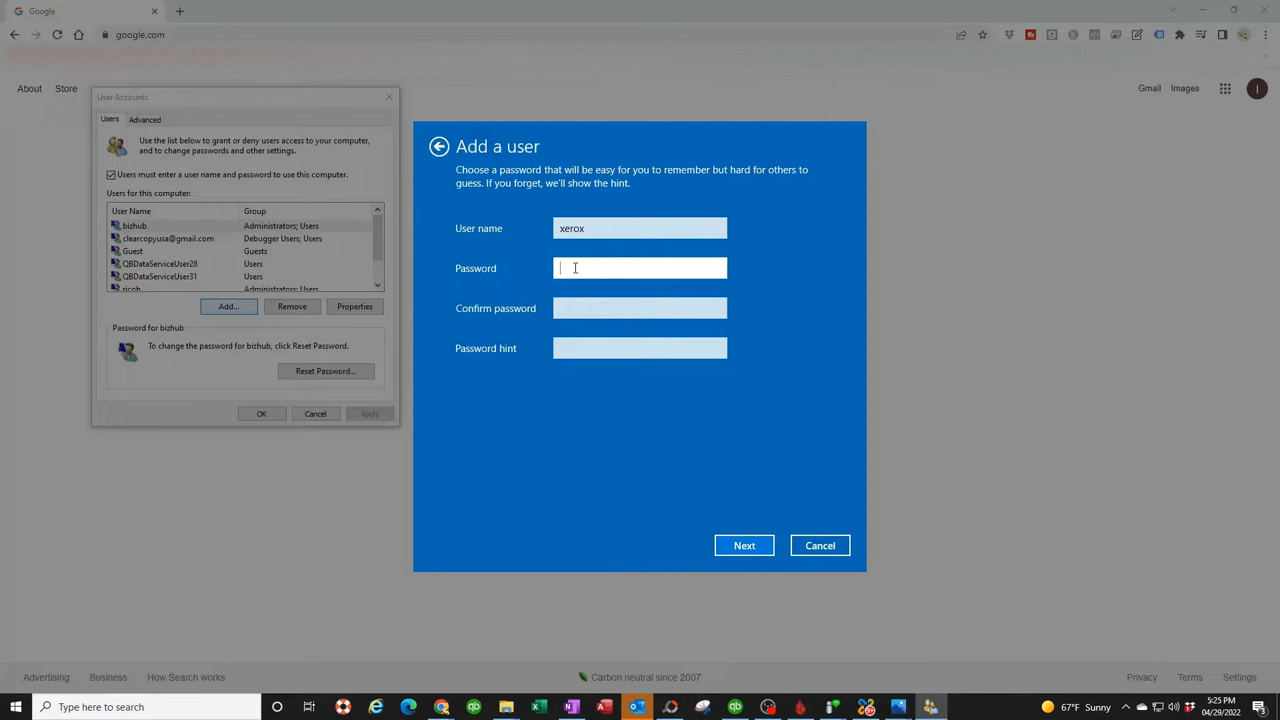 Google
google.com
About
Store
Gmail
Images
I
User Accounts
Users
Advanced
Use the list below to grant or deny users access to your computer,
and to change passwords and other settings.
Users must enter a user name and password to use this computer.
Users for this computer:
User Name
Group
bizhub
Administrators; Users
clearcopyusa@gmail.com
Debugger Users;
Guest
Guests
QBDataServiceUser28
Users
QBDataServiceUser31
Users
ricoh
Administrators; Users
Add...
Remove
Properties
Password for bizhub
To change the password for bizhub, click Reset Password.
Reset Password...
OK
Cancel
Apply
Add a user
Choose a password that will be easy for you to remember but hard for others to
guess. If you forget, we'll show the hint.
User name
xerox
Password
Confirm password
Password hint
Next
Cancel
Advertising
Business
How Search works
Carbon neutral since 2007
Privacy
Terms
Settings
Type here to search
67°F Sunny
5:25 PM
04/29/2022